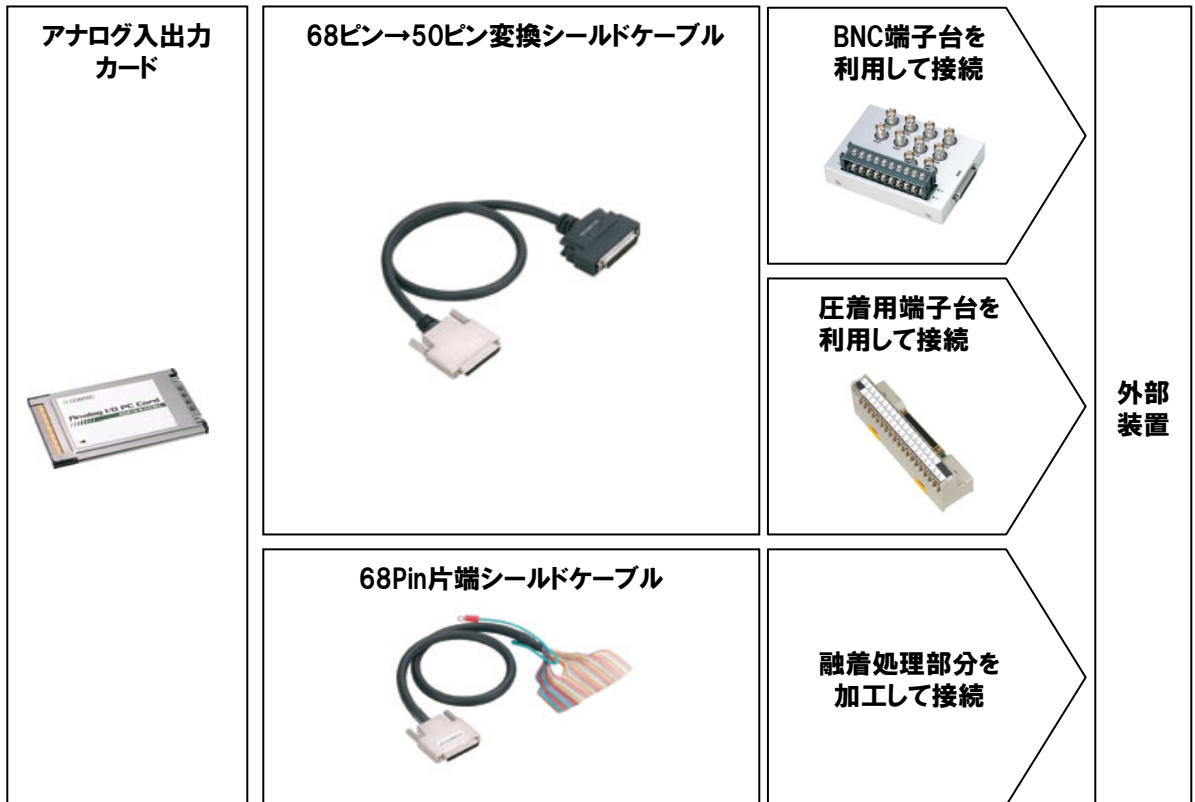 アナログ入出力
カード
68ピン→50ピン変換シールドケーブル
BNC端子台を
利用して接続
圧着用端子台を
利用して接続
外部
装置
CONTEC
Analog I/O PC Card
68Pin片端シールドケーブル
融着処理部分を
加工して接続